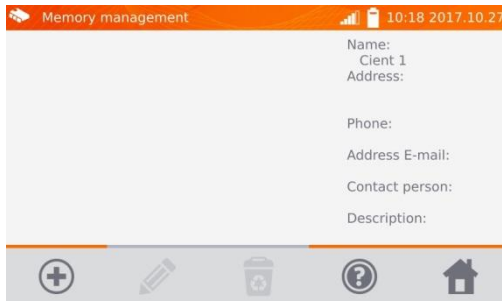 Memory management 10:18 2017.10.27
Name:
Cient 1
Address:
Phone:
Address E-mail:
Contact person:
Description: